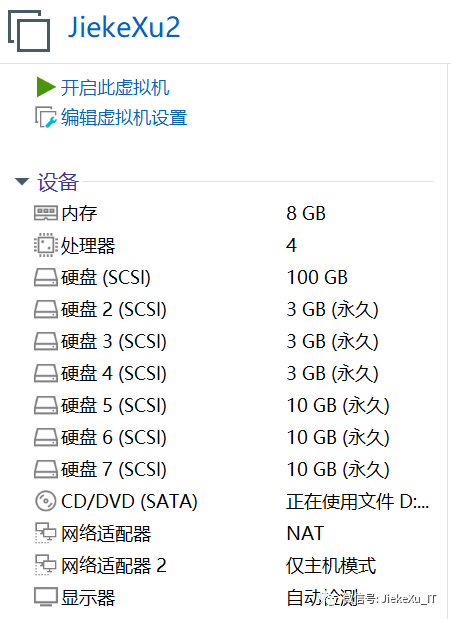 JiekeXu2
开启此虚拟机
编辑虚拟机设置
设备
内存 8 GB
处理器 4
硬盘 (SCSI) 100 GB
硬盘 2 (SCSI) 3 GB (永久)
硬盘 3 (SCSI) 3 GB (永久)
硬盘 4 (SCSI) 3 GB (永久)
硬盘 5 (SCSI) 10 GB (永久)
硬盘 6 (SCSI) 10 GB (永久)
硬盘 7 (SCSI) 10 GB (永久)
CD/DVD (SATA) 正在使用文件 D:...
网络适配器 NAT
网络适配器 2 仅主机模式
显示器 自动检测
微信号: JiekeXu_IT